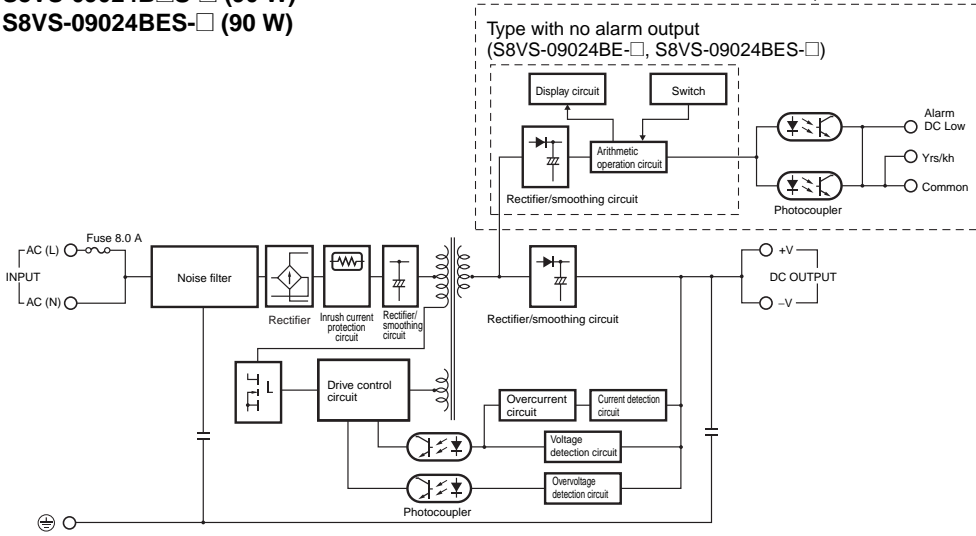 S8VS-09024BES-□ (90 W)
Type with no alarm output
(S8VS-09024BE-□, S8VS-09024BES-□)
Display circuit
Switch
Alarm
DC Low
Arithmetic
operation circuit
Yrs/kh
Rectifier/smoothing circuit
Common
Photocoupler
Fuse 8.0 A
AC (L)
INPUT
AC (N)
Noise filter
Rectifier
Inrush current
protection
circuit
Rectifier/
smoothing
circuit
Rectifier/smoothing circuit
+V
DC OUTPUT
–V
Drive control
circuit
Overcurrent
circuit
Current detection
circuit
Voltage
detection circuit
Overvoltage
detection circuit
Photocoupler